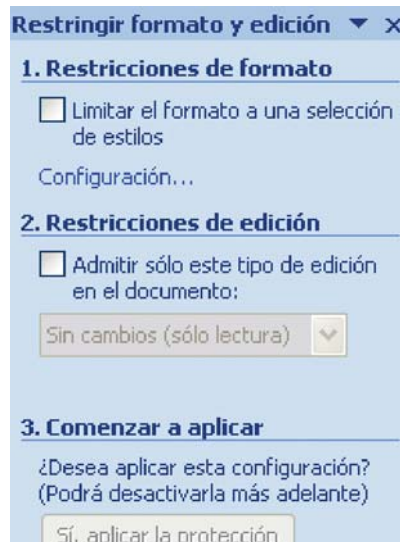 Restringir formato y edición
1. Restricciones de formato
Limitar el formato a una selección
de estilos
Configuración...
2. Restricciones de edición
Admitir sólo este tipo de edición
en el documento:
Sin cambios (sólo lectura)
3. Comenzar a aplicar
¿Desea aplicar esta configuración?
(Podrá desactivarla más adelante)
Sí, aplicar la protección